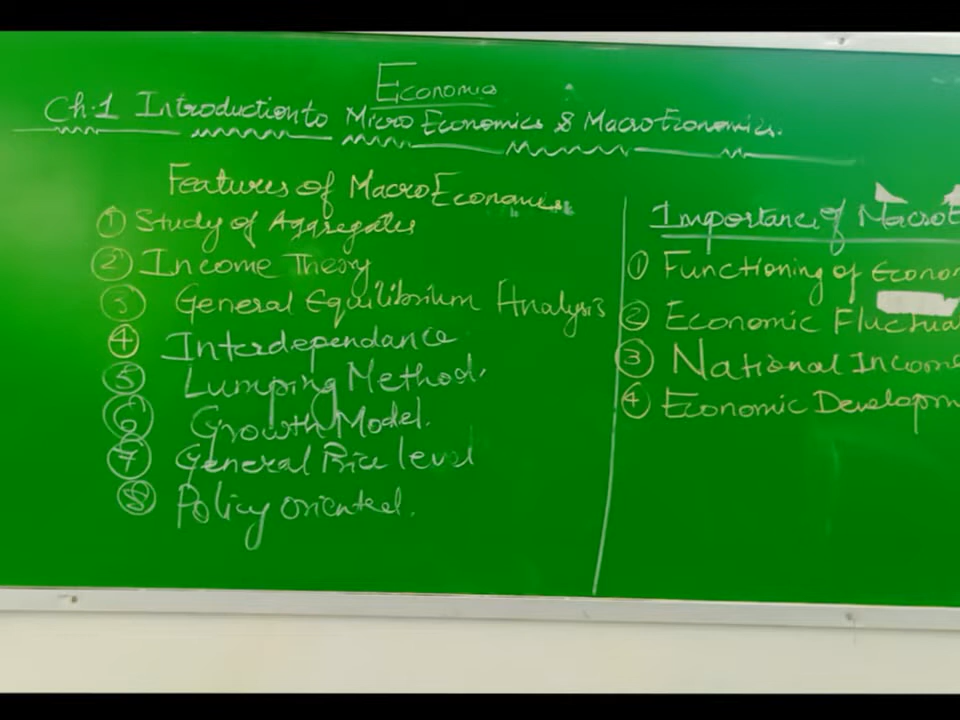 Economics
Ch.1 Introduction to Micro Economics & Macro Economics.
Features of Macro Economics
① Study of Aggregates
② Income Theory
③ General Equilibrium Analysis
④ Interdependance
⑤ Lumping Method.
⑥ Growth Model.
⑦ General Price level
⑧ Policy oriented.
Importance of MacroE
① Functioning of Econo
② Economic Fluctua
③ National Income
④ Economic Developm